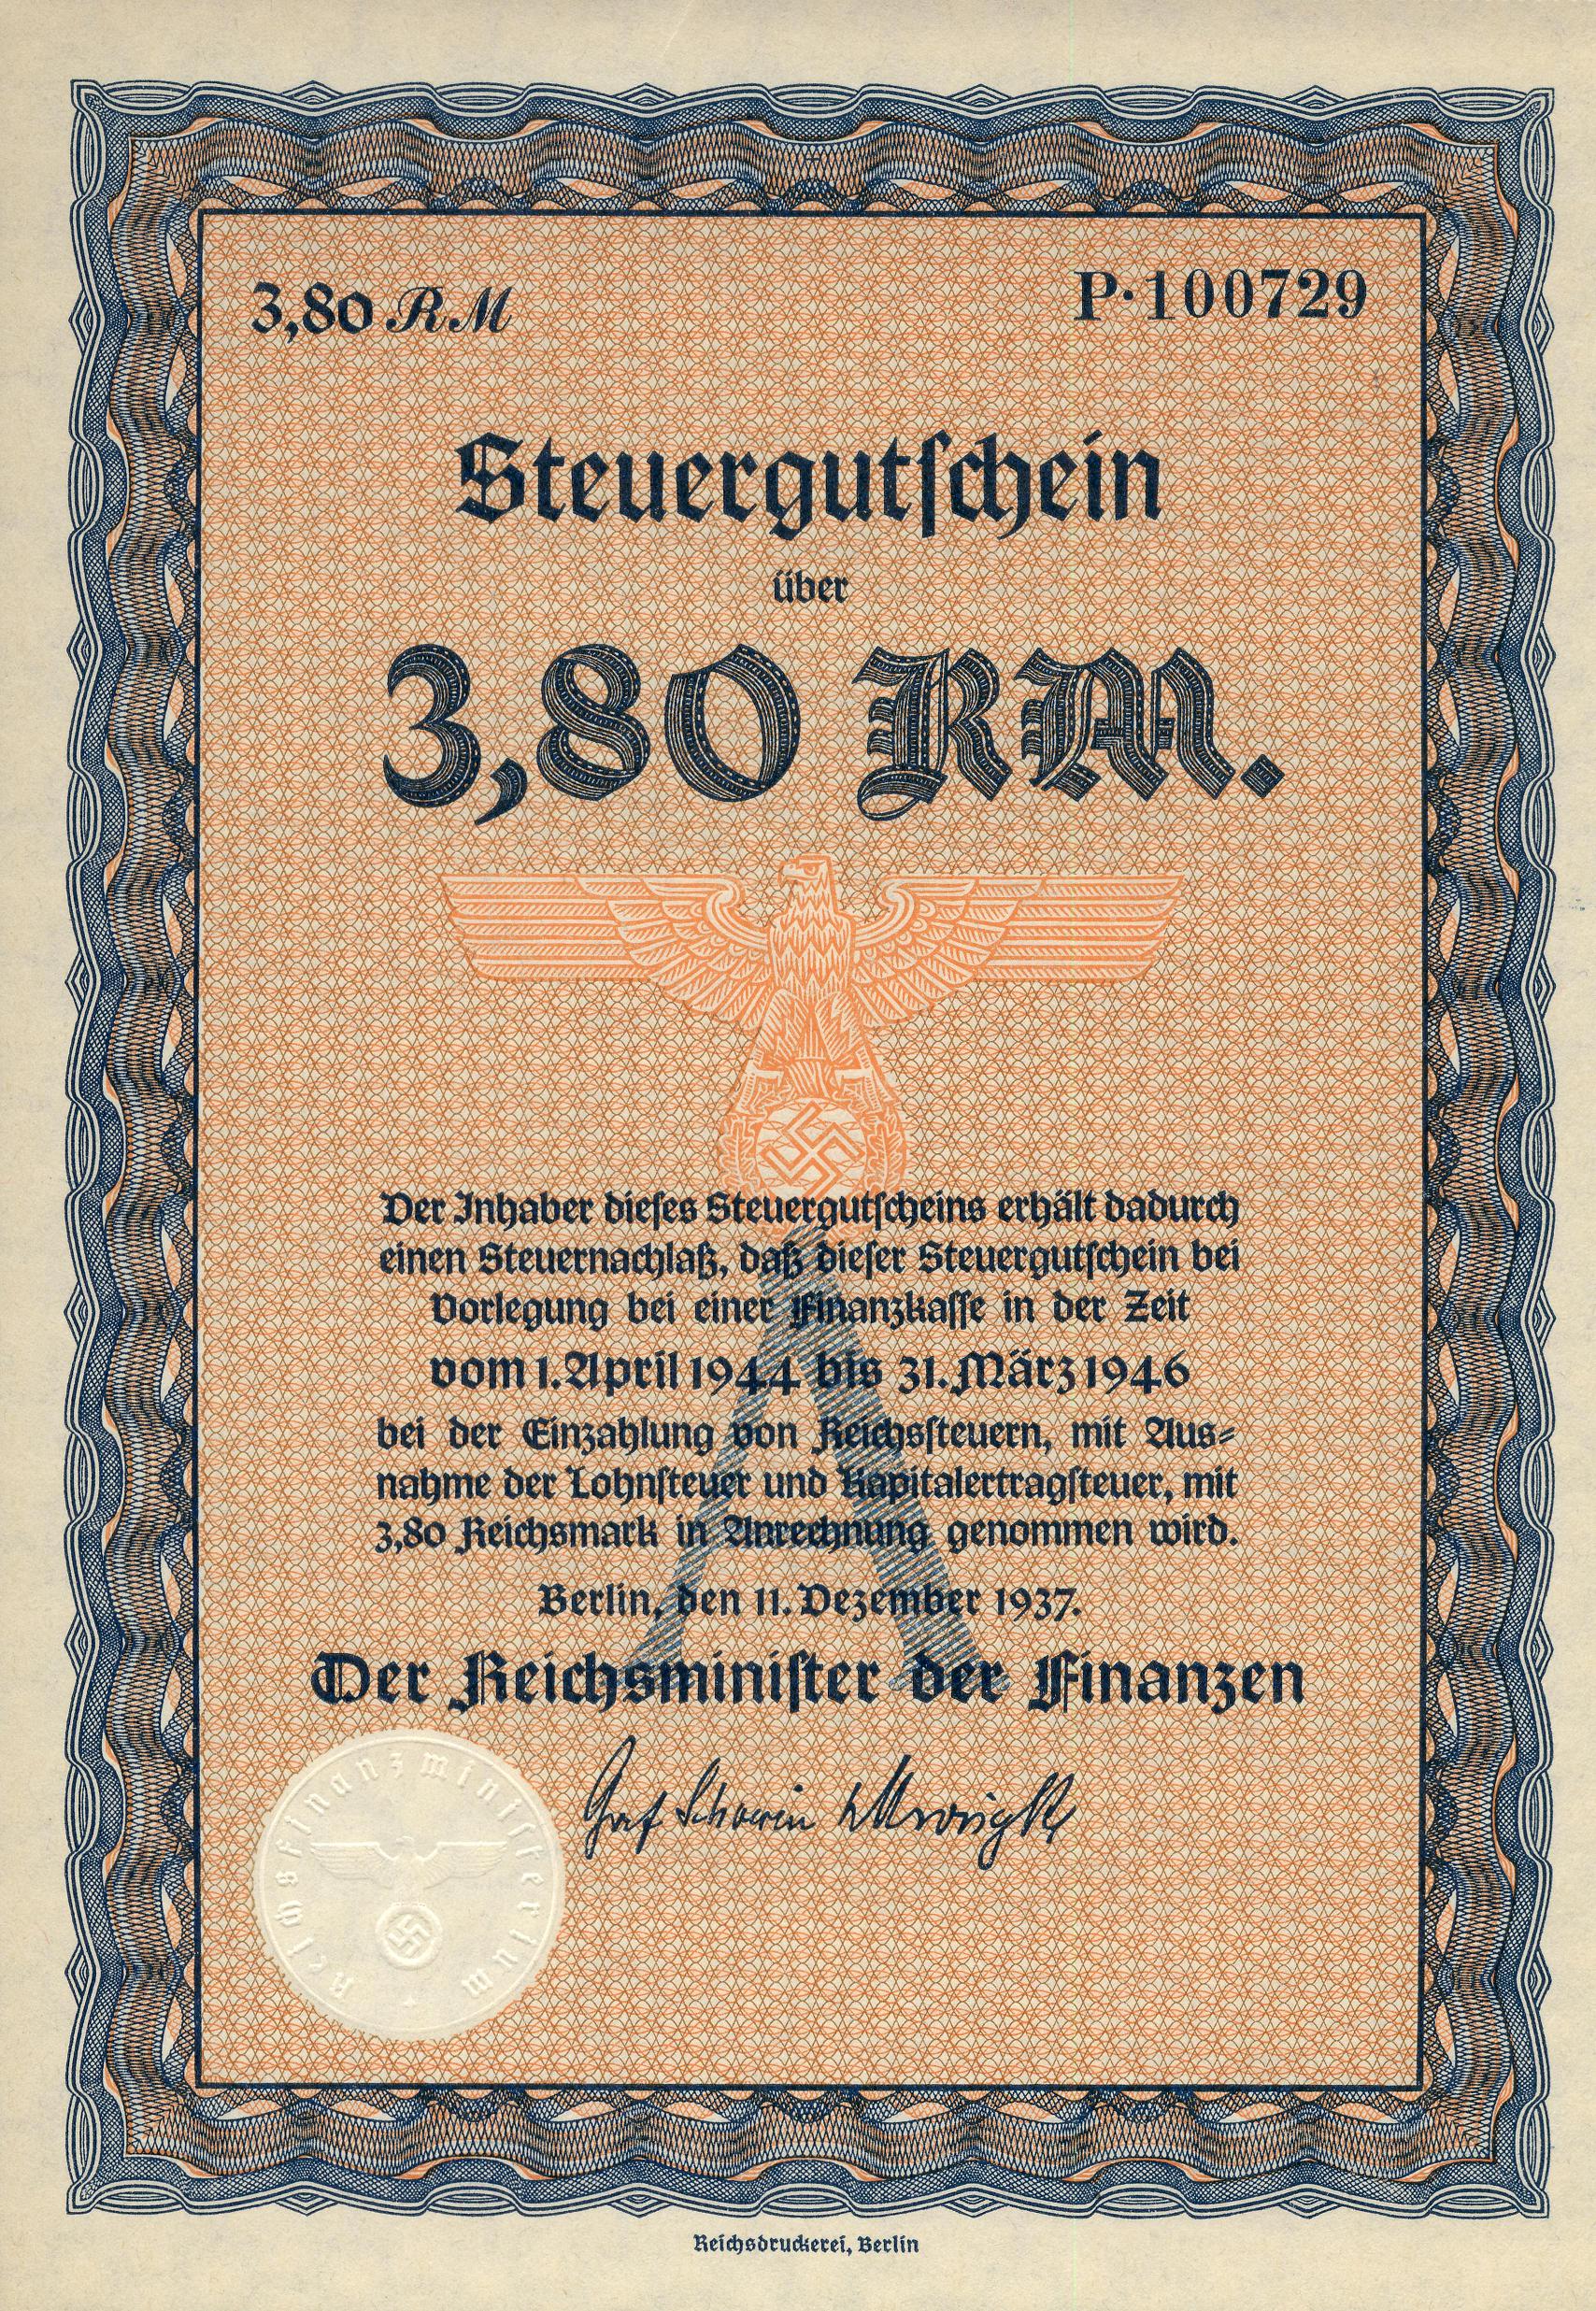 3,80 RM
P·100729
Steuergutſchein
über
3,80 RM.
Der Inhaber dieſes Steuergutſcheins erhält dadurch
einen Steuernachlaß, daß dieſer Steuergutſchein bei
Vorlegung bei einer Finanzkaſſe in der Zeit
vom 1. April 1944 bis 31. März 1946
bei der Einzahlung von Reichsſteuern, mit Aus⸗
nahme der Lohnſteuer und Kapitalertragſteuer, mit
3,80 Reichsmark in Anrechnung genommen wird.
A
Berlin, den 11. Dezember 1937.
Der Reichsminiſter der Finanzen
Graf Schwerin v Krosigk
Reichsfinanzminiſterium
Reichsdruckerei, Berlin